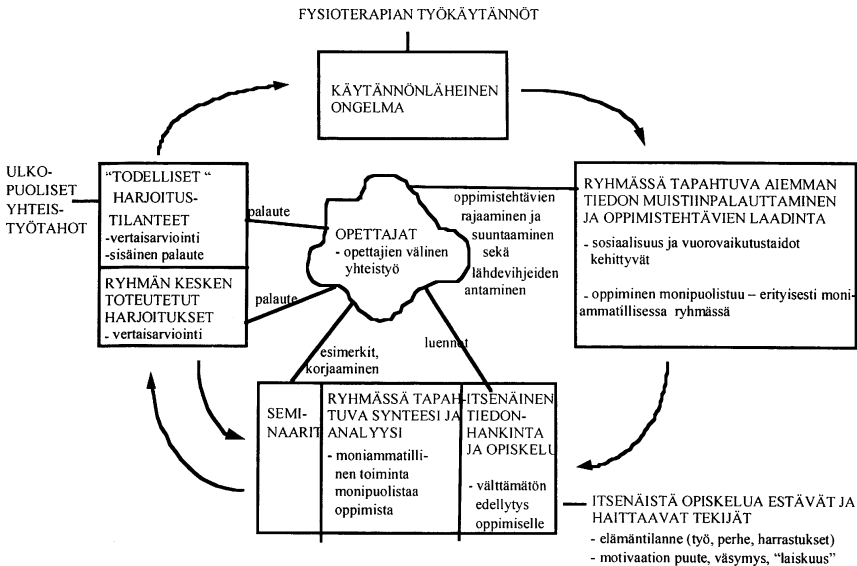 FYSIOTERAPIAN TYÖKÄYTÄNNÖT
KÄYTÄNNÖNLÄHEINEN
ONGELMA
ULKO-
PUOLISET
YHTEIS-
TYÖTAHOT
"TODELLISET "
HARJOITUS-
TILANTEET
-vertaisarviointi
-sisäinen palaute
RYHMÄN KESKEN
TOTEUTETUT
HARJOITUKSET
- vertaisarviointi
palaute
palaute
OPETTAJAT
- opettajien välinen
yhteistyö
oppimistehtävien
rajaaminen ja
suuntaaminen
sekä
lähdevihjeiden
antaminen
RYHMÄSSÄ TAPAHTUVA AIEMMAN
TIEDON MUISTIINPALAUTTAMINEN
JA OPPIMISTEHTÄVIEN LAADINTA
- sosiaalisuus ja vuorovaikutustaidot
kehittyvät
- oppiminen monipuolistuu – erityisesti moni-
ammatillisessa ryhmässä
esimerkit,
korjaaminen
luennot
SEMI-
NAARIT
RYHMÄSSÄ TAPAH-
TUVA SYNTEESI JA
ANALYYSI
- moniammatilli-
nen toiminta
monipuolistaa
oppimista
ITSENÄINEN
TIEDON-
HANKINTA
JA OPISKELU
- välttämätön
edellytys
oppimiselle
ITSENÄISTÄ OPISKELUA ESTÄVÄT JA
HAITTAAVAT TEKIJÄT
- elämäntilanne (työ, perhe, harrastukset)
- motivaation puute, väsymys, "laiskuus"